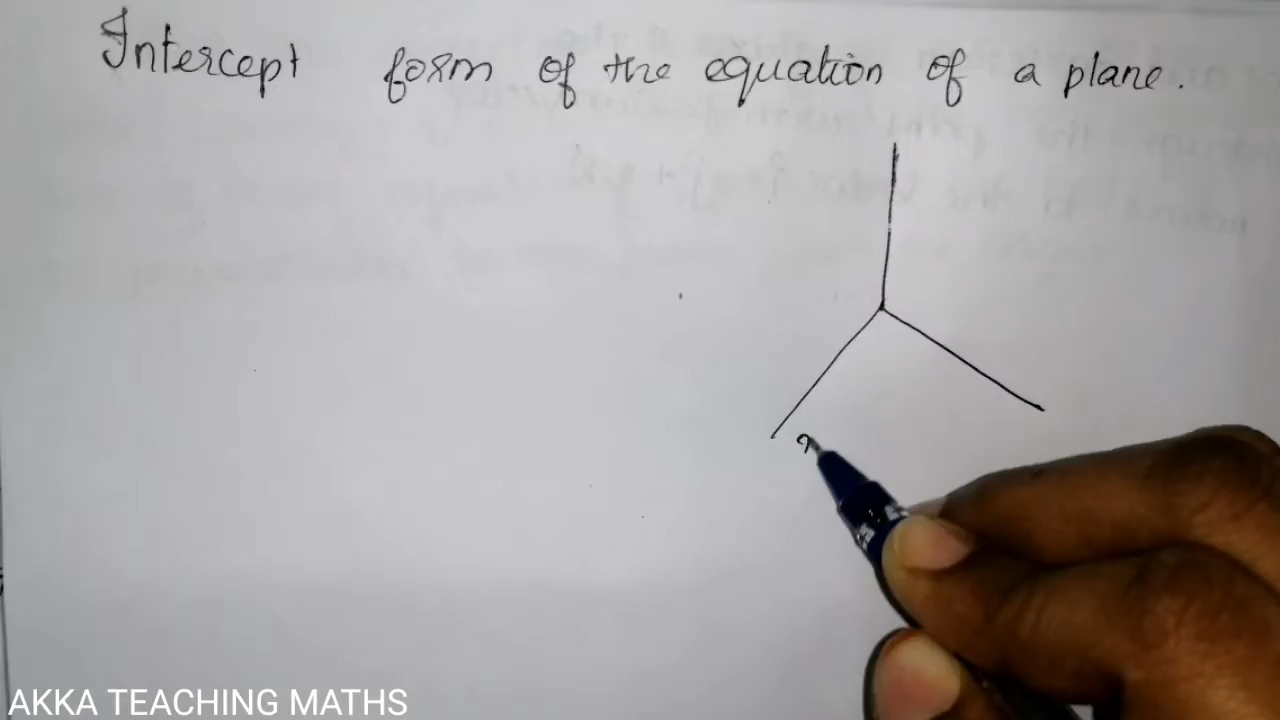 Intercept form of the equation of a plane.
AKKA TEACHING MATHS